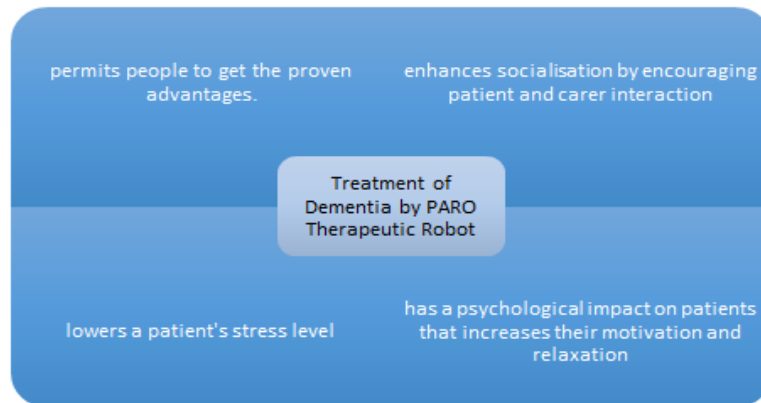 permits people to get the proven
advantages.
enhances socialisation by encouraging
patient and carer interaction
Treatment of
Dementia by PARO
Therapeutic Robot
lowers a patient's stress level
has a psychological impact on patients
that increases their motivation and
relaxation